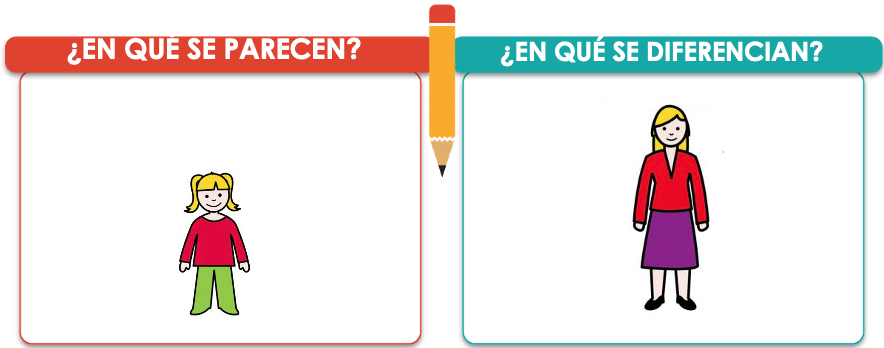 ¿EN QUÉ SE PARECEN?
¿EN QUÉ SE DIFERENCIAN?